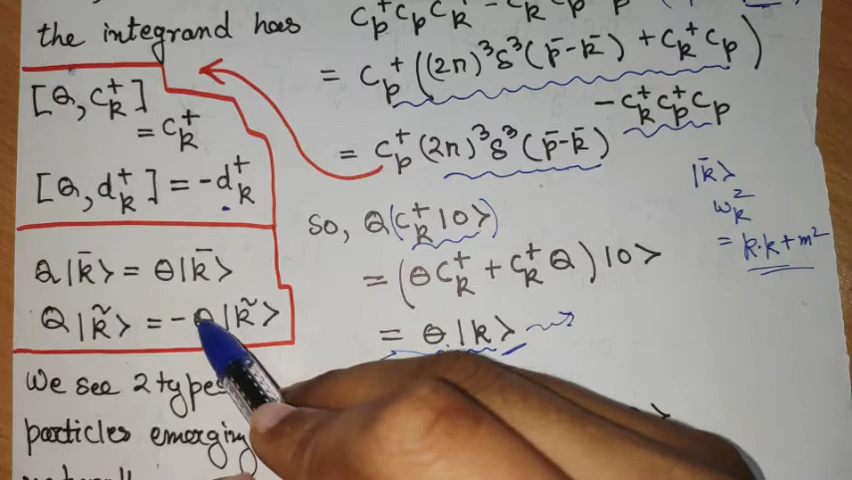 the integrand has
[Q, c_k^+]
= c_k^+
[Q, d_k^+] = -d_k^+
Q|k̄> = θ|k̄>
Q|k̃> = -θ|k̃>
We see 2 types
particles emerging
c_p^+ c_p c_k^+ - c_k^+ c_p^+
= c_p^+ ((2π)^3 δ^3(p̄-k̄) + c_k^+ c_p)
- c_k^+ c_p^+ c_p
= c_p^+ (2π)^3 δ^3(p̄-k̄)
So, Q(c_k^+|0>)
= (θc_k^+ + c_k^+ Q)|0>
= θ|k>
|k̄>
ω_k^2
= k·k+m^2